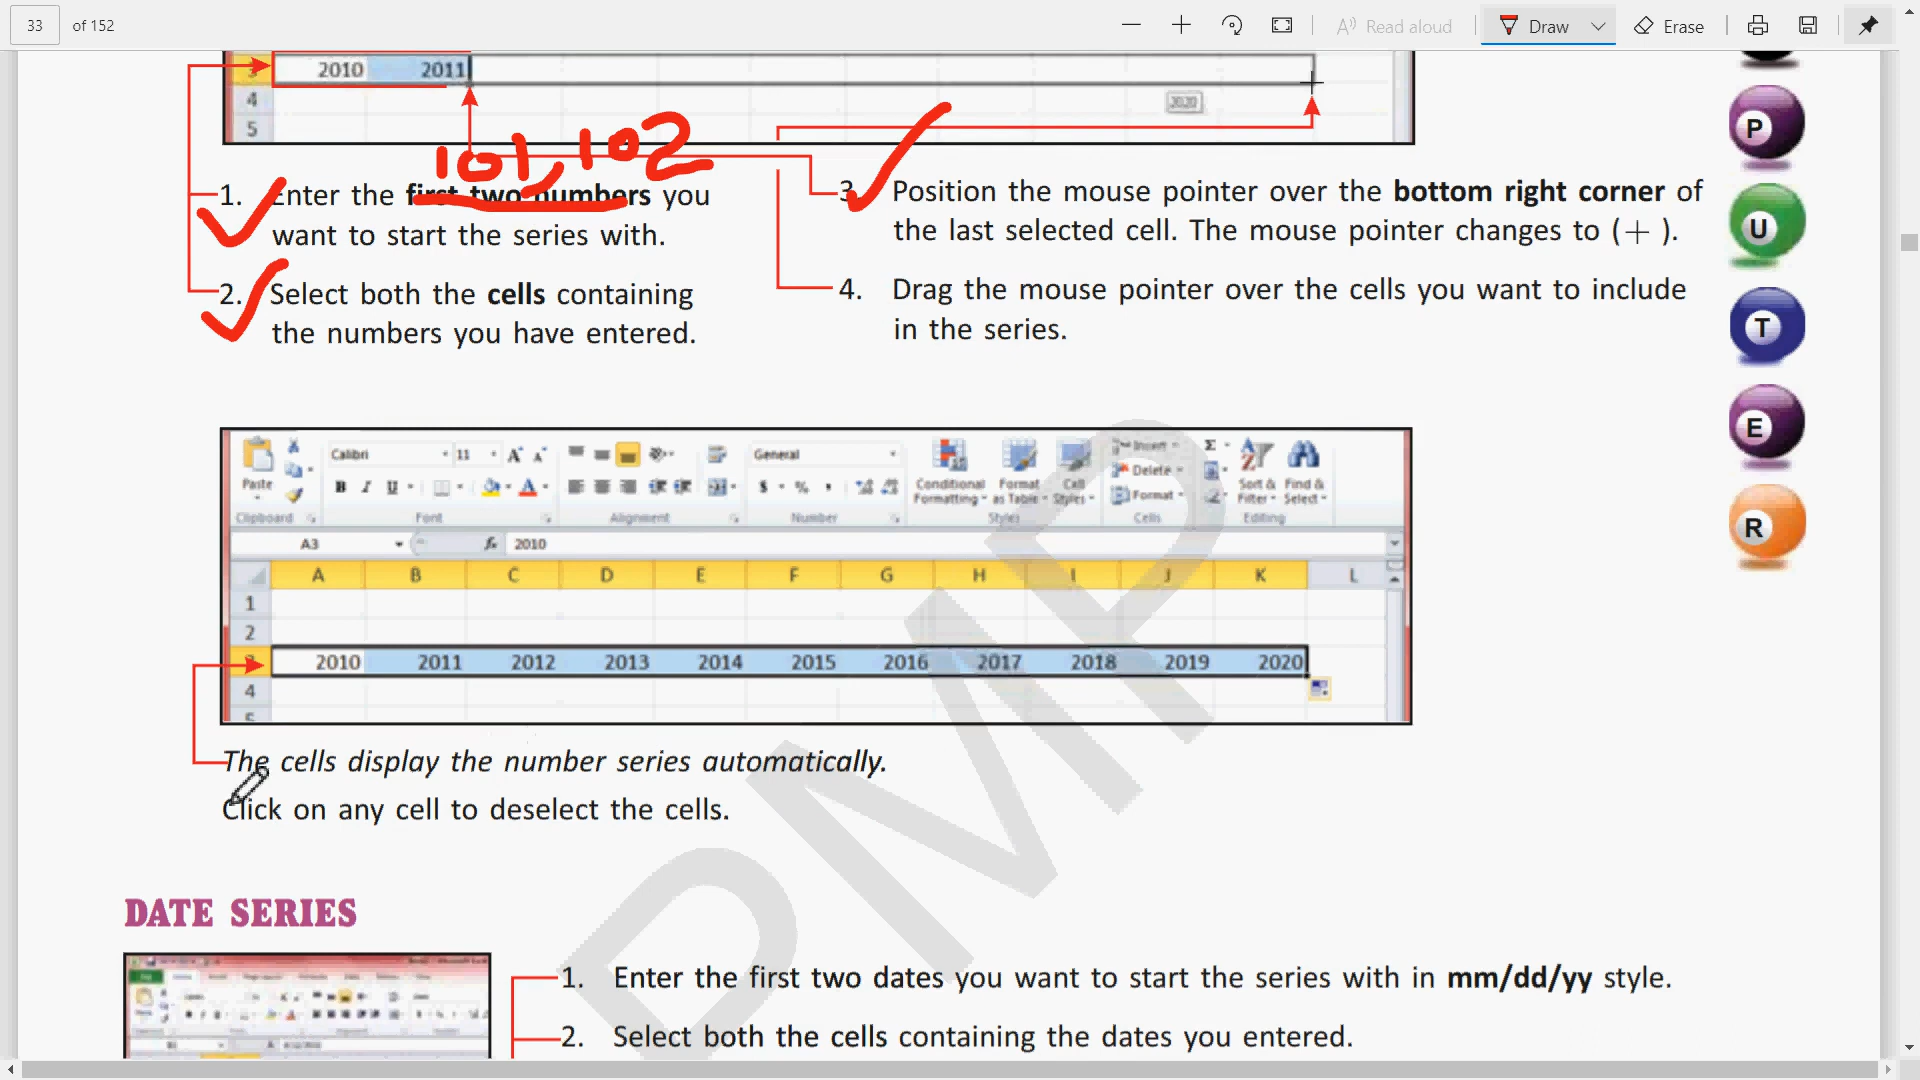 33 of 152
Read aloud
Draw
Erase
3 2010 2011
4
2020
5
101, 102
1. Enter the first two numbers you
want to start the series with.
2. Select both the cells containing
the numbers you have entered.
3. Position the mouse pointer over the bottom right corner of
the last selected cell. The mouse pointer changes to (+ ).
4. Drag the mouse pointer over the cells you want to include
in the series.
P
U
T
E
R
Calibri 11 General Insert
Paste B I U $ % , Conditional Formatting Format as Table Cell Styles Delete Format Sort & Filter Find & Select
Clipboard Font Alignment Number Styles Cells Editing
A3 fx 2010
A B C D E F G H I J K L
1
2
3 2010 2011 2012 2013 2014 2015 2016 2017 2018 2019 2020
4
5
The cells display the number series automatically.
Click on any cell to deselect the cells.
DATE SERIES
1. Enter the first two dates you want to start the series with in mm/dd/yy style.
2. Select both the cells containing the dates you entered.